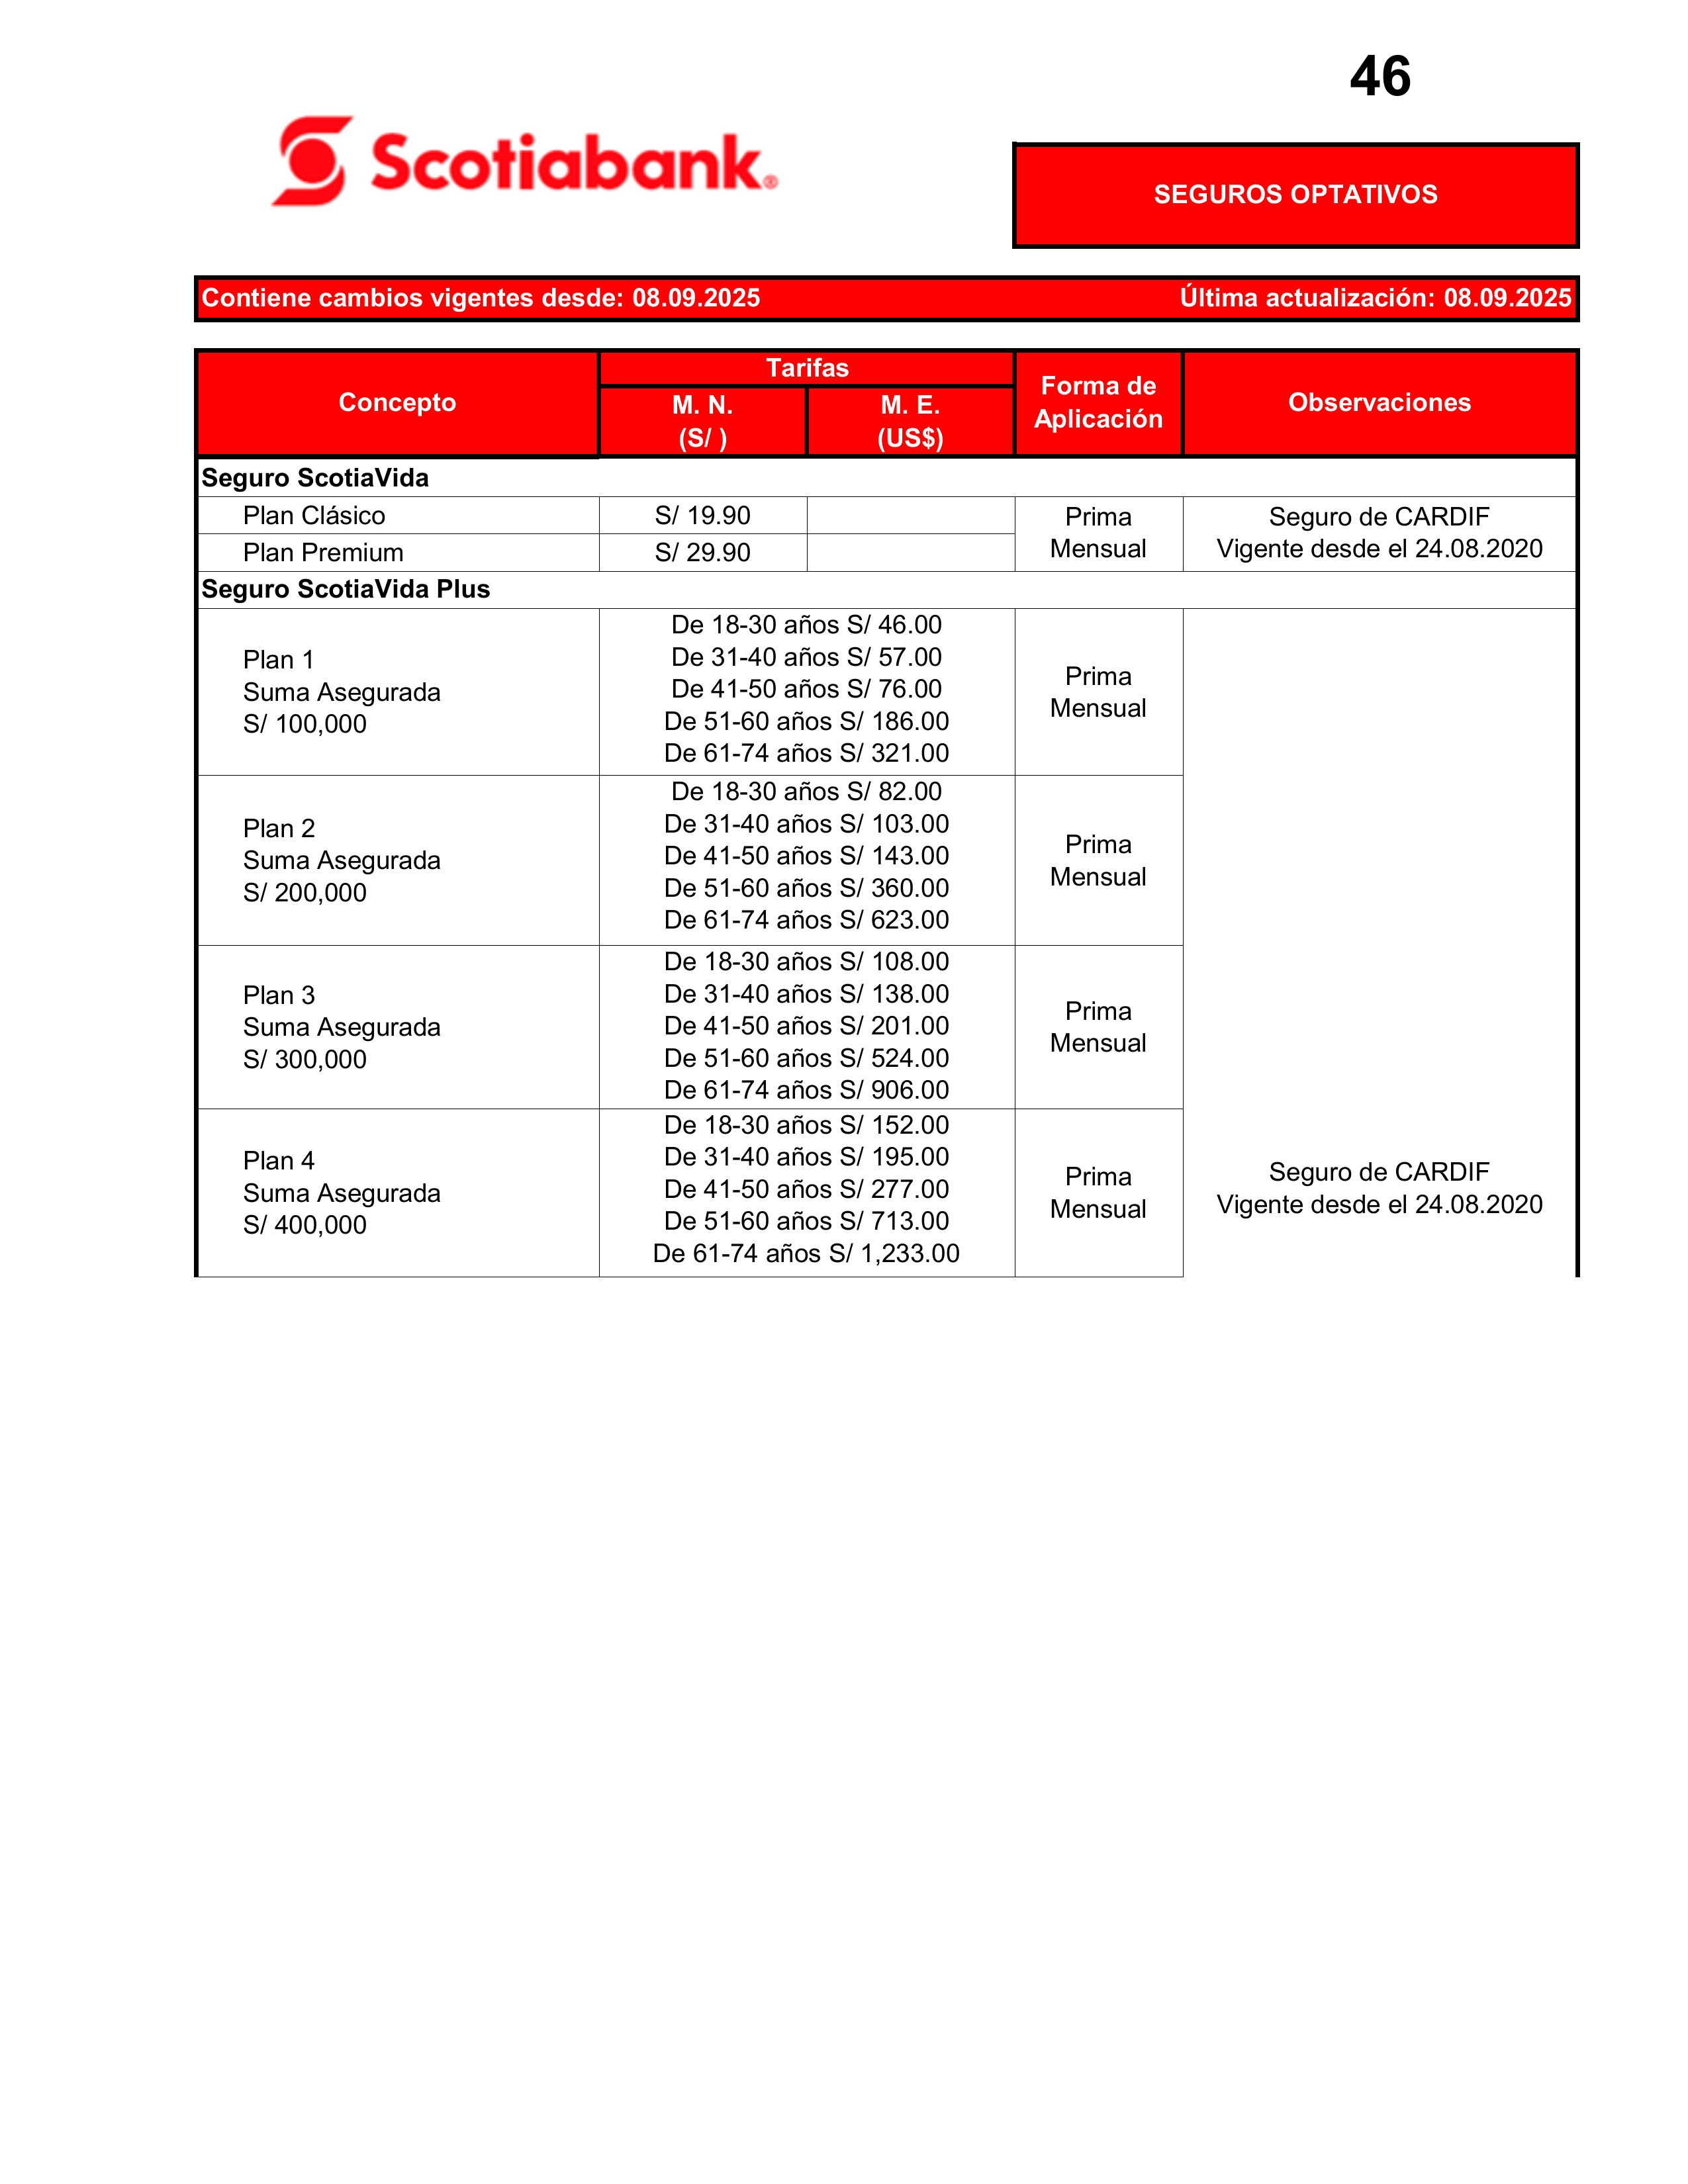 46
Scotiabank®
SEGUROS OPTATIVOS
Contiene cambios vigentes desde: 08.09.2025 Última actualización: 08.09.2025
Concepto
Tarifas
M. N.
(S/ )
M. E.
(US$)
Forma de
Aplicación
Observaciones
Seguro ScotiaVida
Plan Clásico
S/ 19.90
Plan Premium
S/ 29.90
Prima
Mensual
Seguro de CARDIF
Vigente desde el 24.08.2020
Seguro ScotiaVida Plus
Plan 1
Suma Asegurada
S/ 100,000
De 18-30 años S/ 46.00
De 31-40 años S/ 57.00
De 41-50 años S/ 76.00
De 51-60 años S/ 186.00
De 61-74 años S/ 321.00
Prima
Mensual
Plan 2
Suma Asegurada
S/ 200,000
De 18-30 años S/ 82.00
De 31-40 años S/ 103.00
De 41-50 años S/ 143.00
De 51-60 años S/ 360.00
De 61-74 años S/ 623.00
Prima
Mensual
Plan 3
Suma Asegurada
S/ 300,000
De 18-30 años S/ 108.00
De 31-40 años S/ 138.00
De 41-50 años S/ 201.00
De 51-60 años S/ 524.00
De 61-74 años S/ 906.00
Prima
Mensual
Plan 4
Suma Asegurada
S/ 400,000
De 18-30 años S/ 152.00
De 31-40 años S/ 195.00
De 41-50 años S/ 277.00
De 51-60 años S/ 713.00
De 61-74 años S/ 1,233.00
Prima
Mensual
Seguro de CARDIF
Vigente desde el 24.08.2020